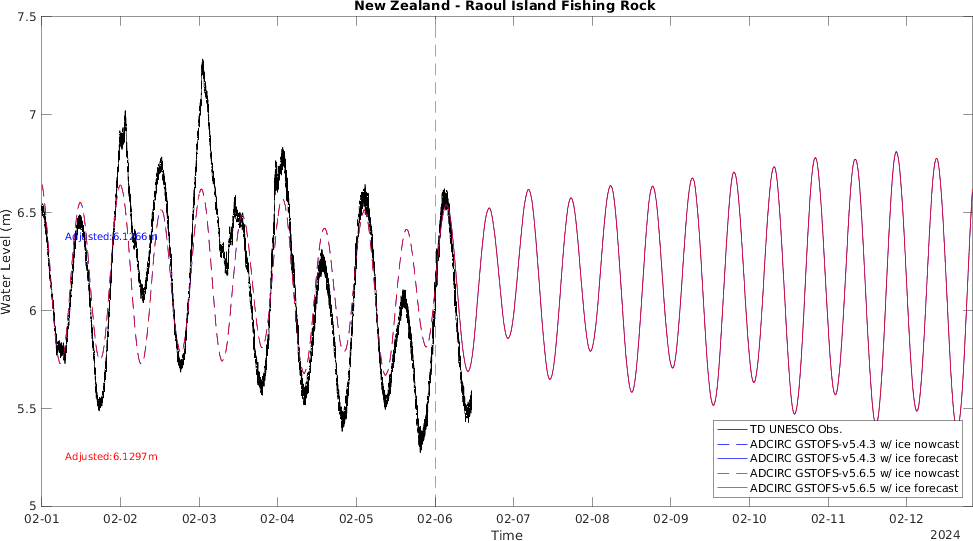 New Zealand - Raoul Island Fishing Rock
7.5
7
6.5
6
5.5
5
Water Level (m)
Adjusted:6.1266m
Adjusted:6.1297m
TD UNESCO Obs.
ADCIRC GSTOFS-v5.4.3 w/ ice nowcast
ADCIRC GSTOFS-v5.4.3 w/ ice forecast
ADCIRC GSTOFS-v5.6.5 w/ ice nowcast
ADCIRC GSTOFS-v5.6.5 w/ ice forecast
02-01 02-02 02-03 02-04 02-05 02-06 02-07 02-08 02-09 02-10 02-11 02-12
Time
2024